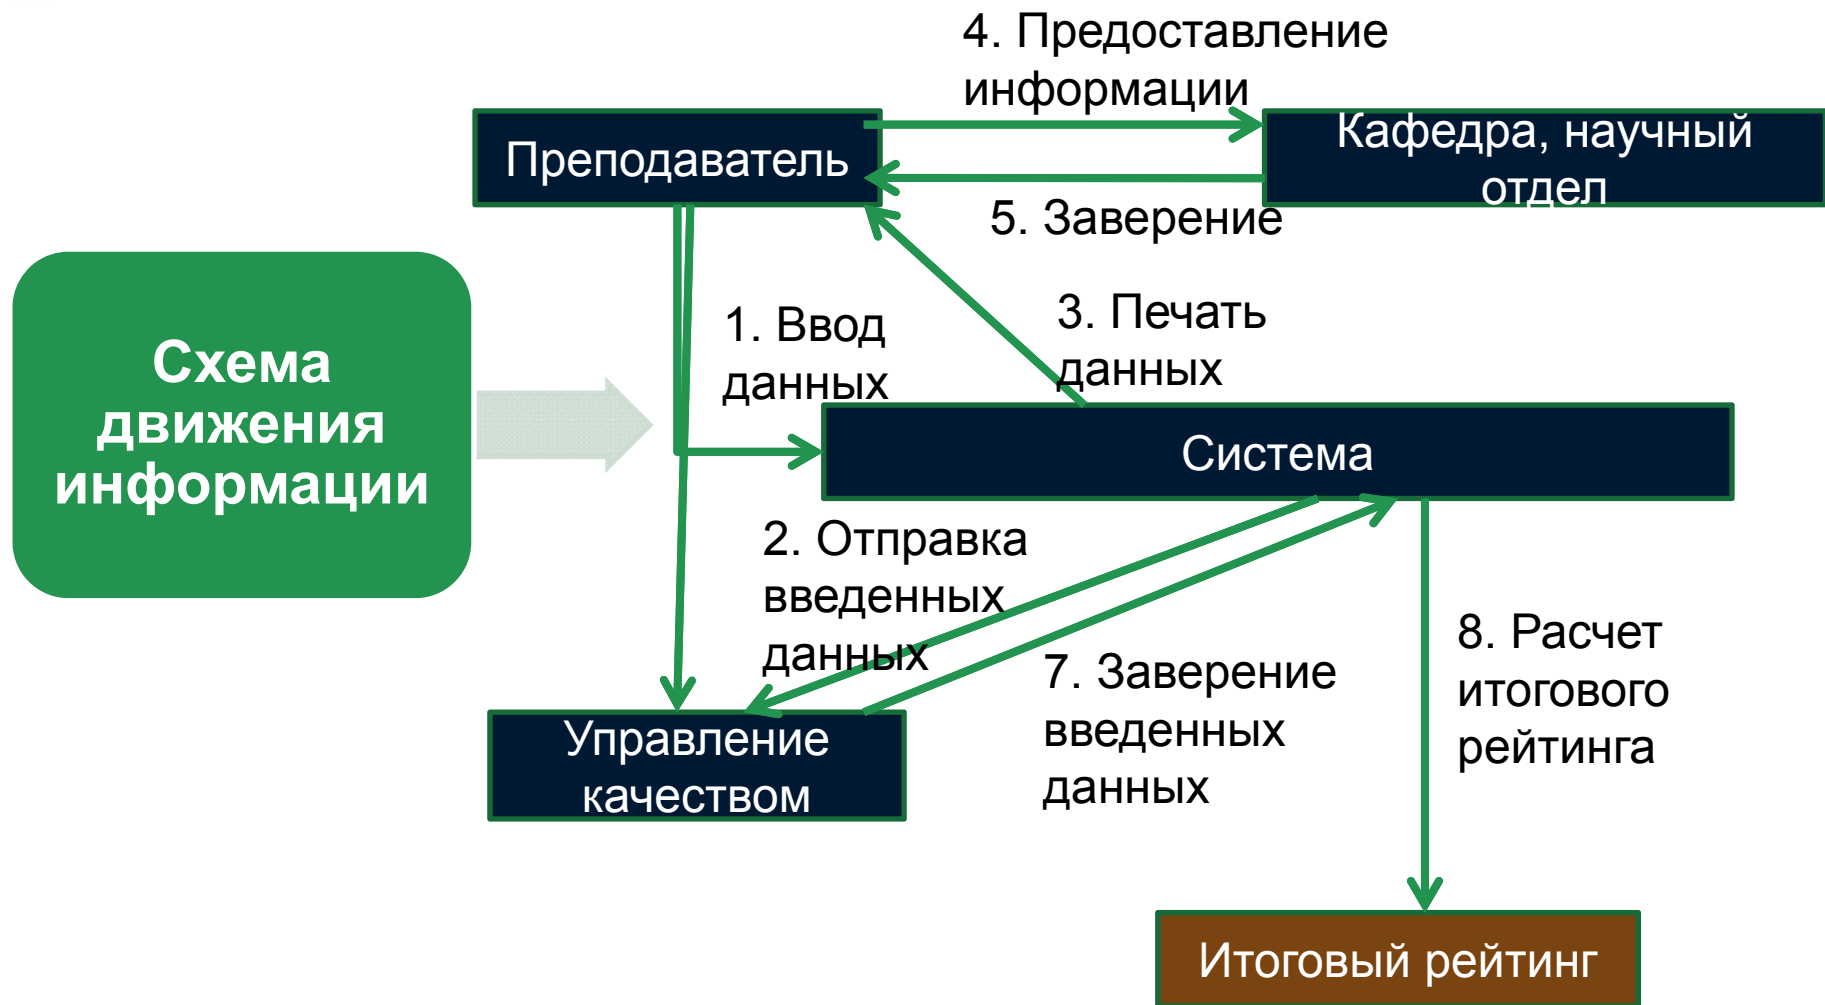 4. Предоставление
информации
Преподаватель
Кафедра, научный
отдел
5. Заверение
Схема
движения
информации
1. Ввод
данных
3. Печать
данных
Система
2. Отправка
введенных
данных
7. Заверение
введенных
данных
8. Расчет
итогового
рейтинга
Управление
качеством
Итоговый рейтинг